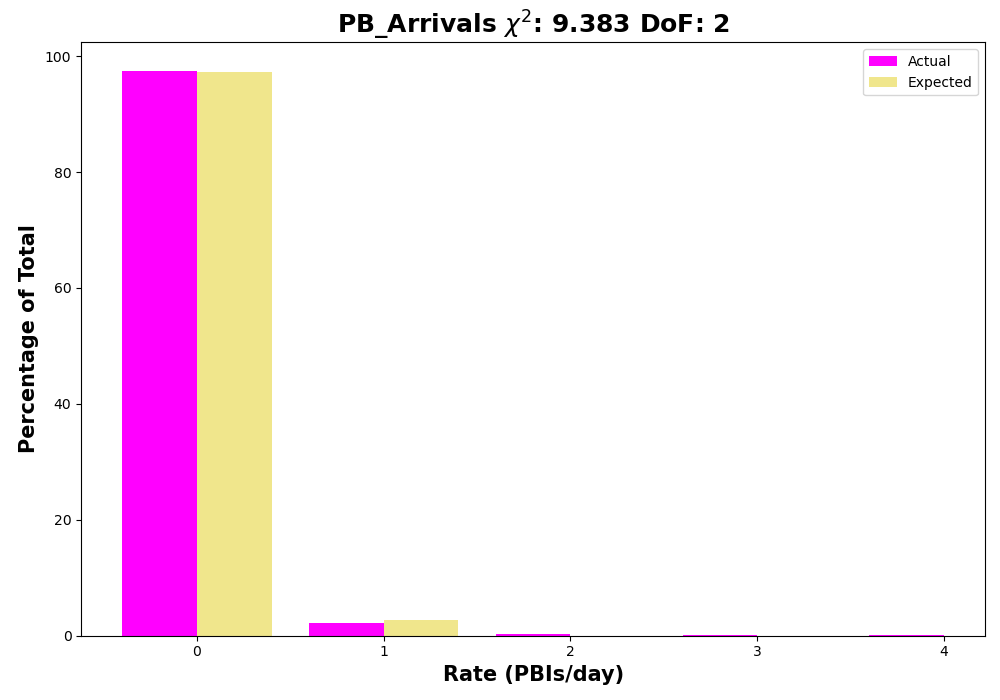 PB_Arrivals χ²: 9.383 DoF: 2
Actual
Expected
Percentage of Total
100
80
60
40
20
0
0 1 2 3 4
Rate (PBIs/day)